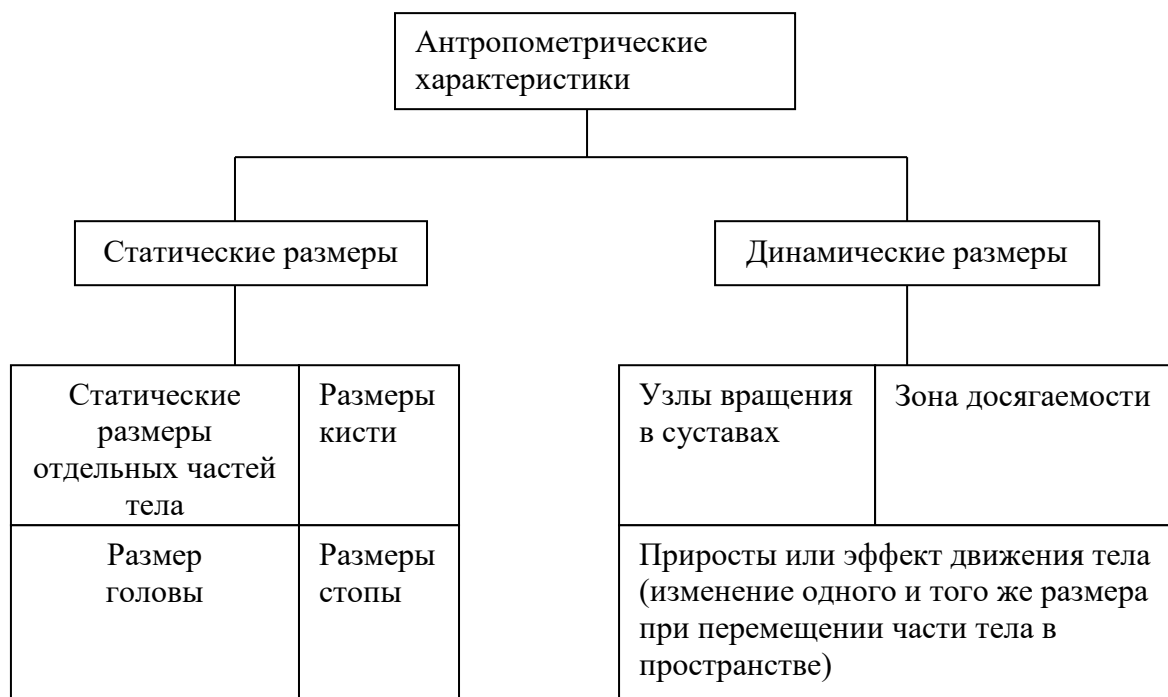 Антропометрические
характеристики
Статические размеры
Динамические размеры
Статические
размеры
отдельных частей
тела
Размеры
кисти
Размер
головы
Размеры
стопы
Узлы вращения
в суставах
Зона досягаемости
Приросты или эффект движения тела
(изменение одного и того же размера
при перемещении части тела в
пространстве)